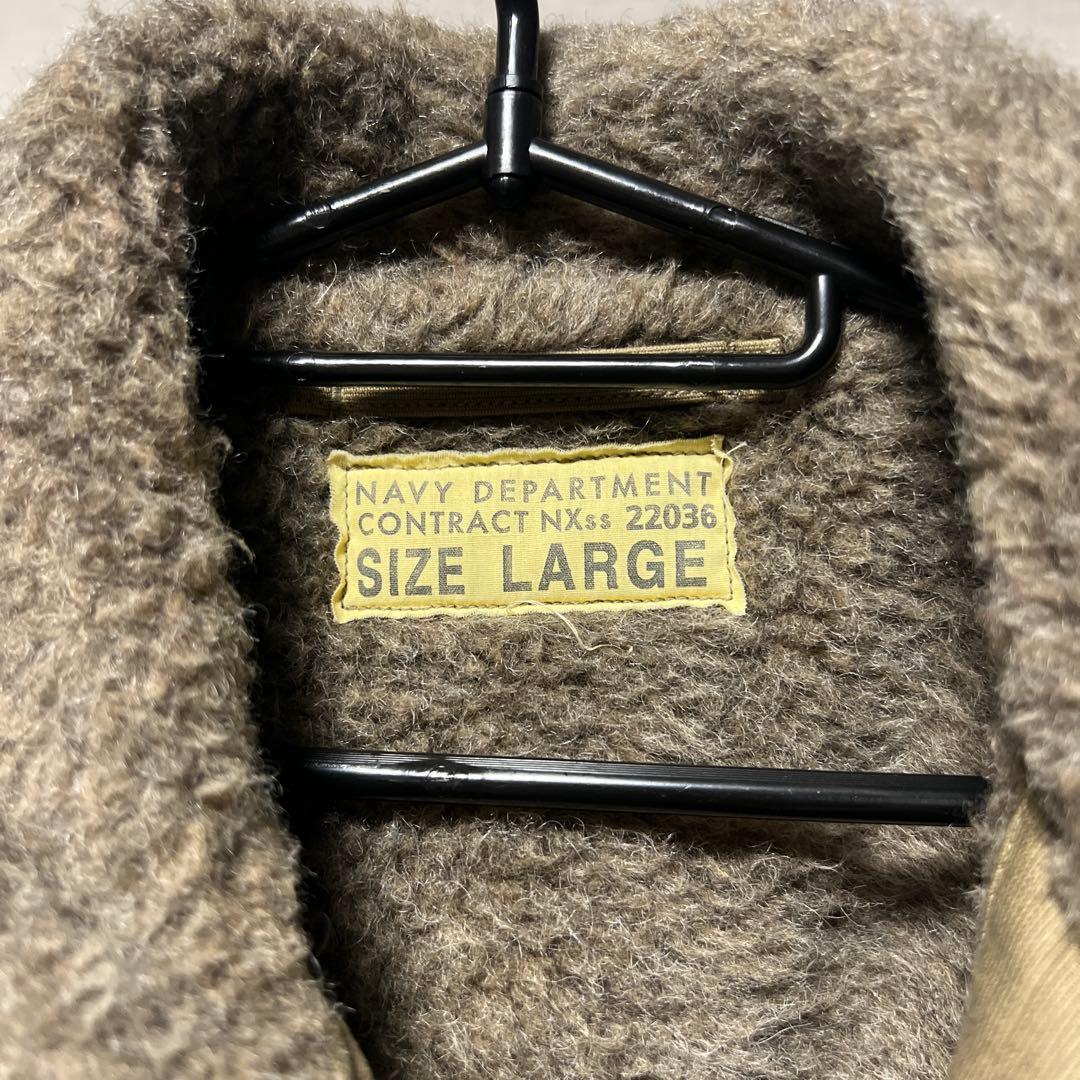 NAVY DEPARTMENT
CONTRACT NXss 22036
SIZE LARGE